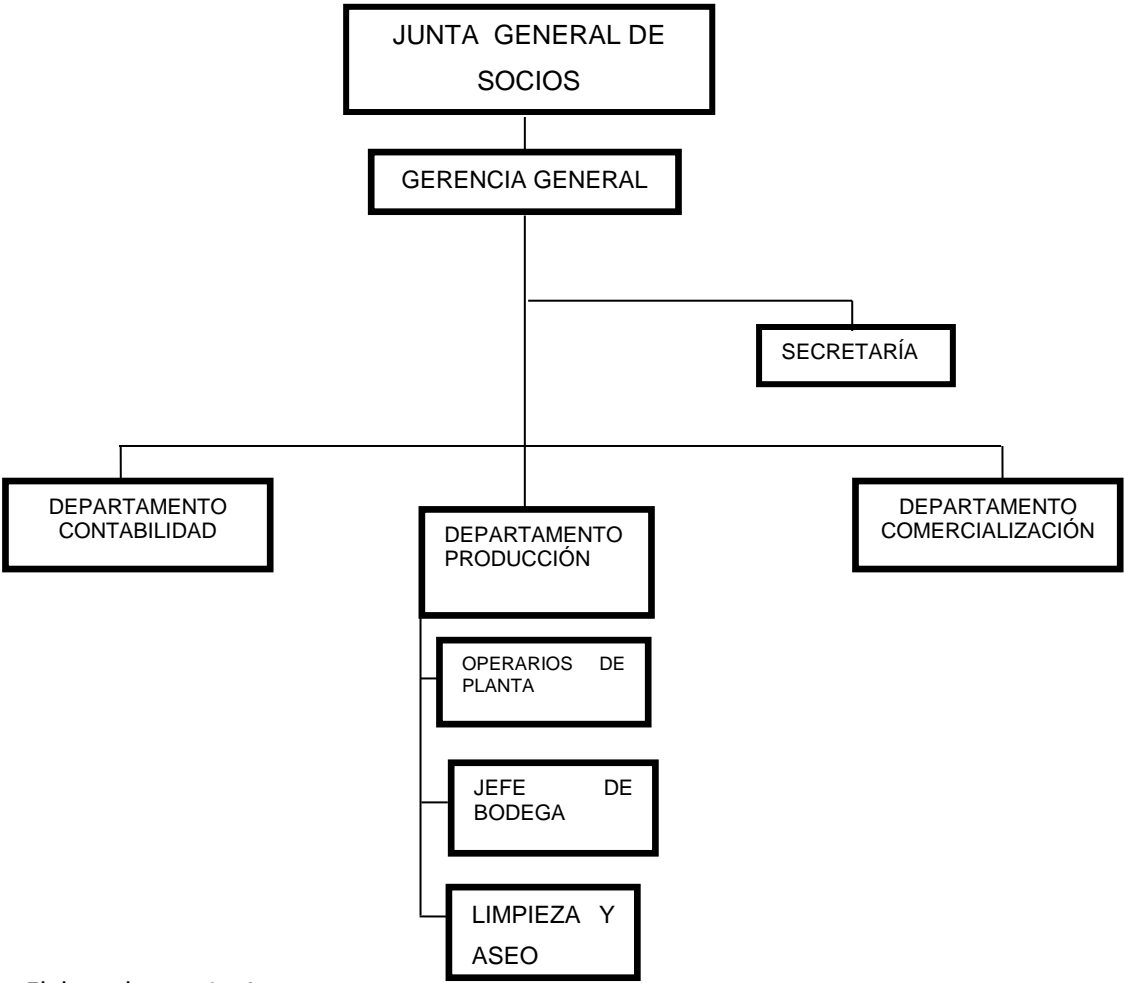 JUNTA GENERAL DE
SOCIOS
GERENCIA GENERAL
SECRETARÍA
DEPARTAMENTO
CONTABILIDAD
DEPARTAMENTO
PRODUCCIÓN
DEPARTAMENTO
COMERCIALIZACIÓN
OPERARIOS DE
PLANTA
JEFE DE
BODEGA
LIMPIEZA Y
ASEO